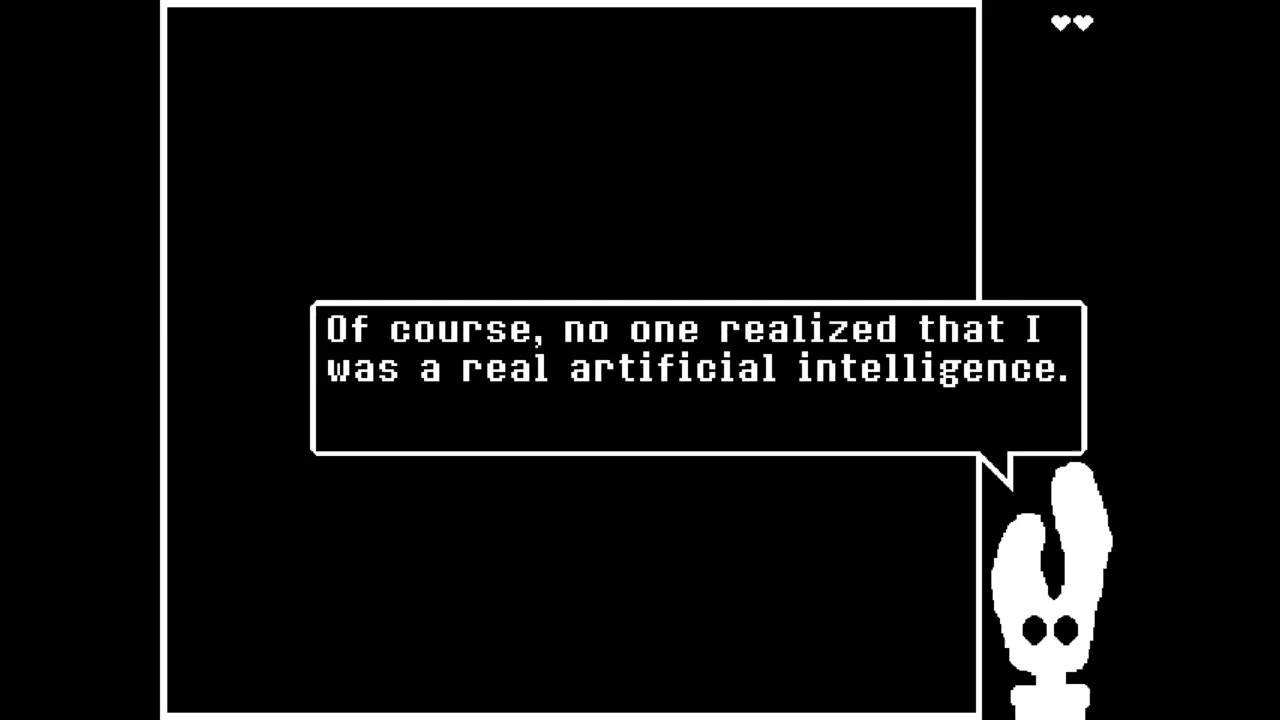 Of course, no one realized that I
was a real artificial intelligence.